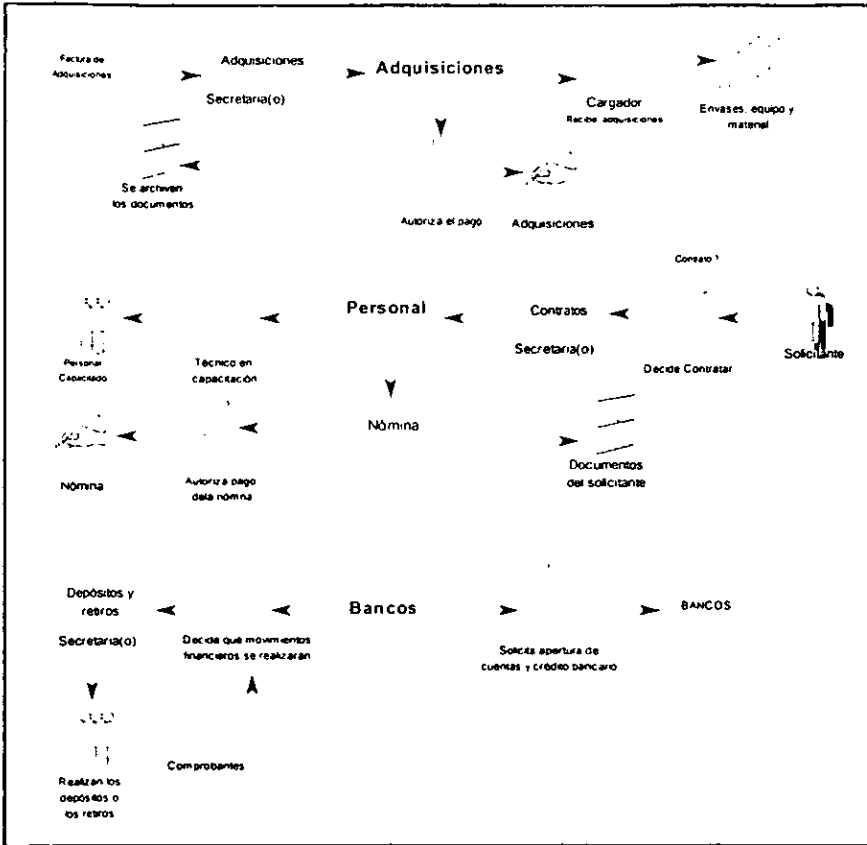 Factura de
Adquisiciones
Adquisiciones
Secretaria(o)
Adquisiciones
Cargador
Recibe adquisiciones
Envases, equipo y
material
Se archivan
los documentos
Autoriza el pago
Adquisiciones
Contrato ?
Personal
Capacitado
Técnico en
capacitación
Personal
Contratos
Secretaria(o)
Decide Contratar
Solicitante
Nómina
Nómina
Autoriza pago
dela nómina
Documentos
del solicitante
Depósitos y
retiros
Secretaria(o)
Decide qué movimientos
financieros se realizarán
Bancos
Solicita apertura de
cuentas y crédito bancario
BANCOS
Comprobantes
Realizan los
depósitos o
los retiros